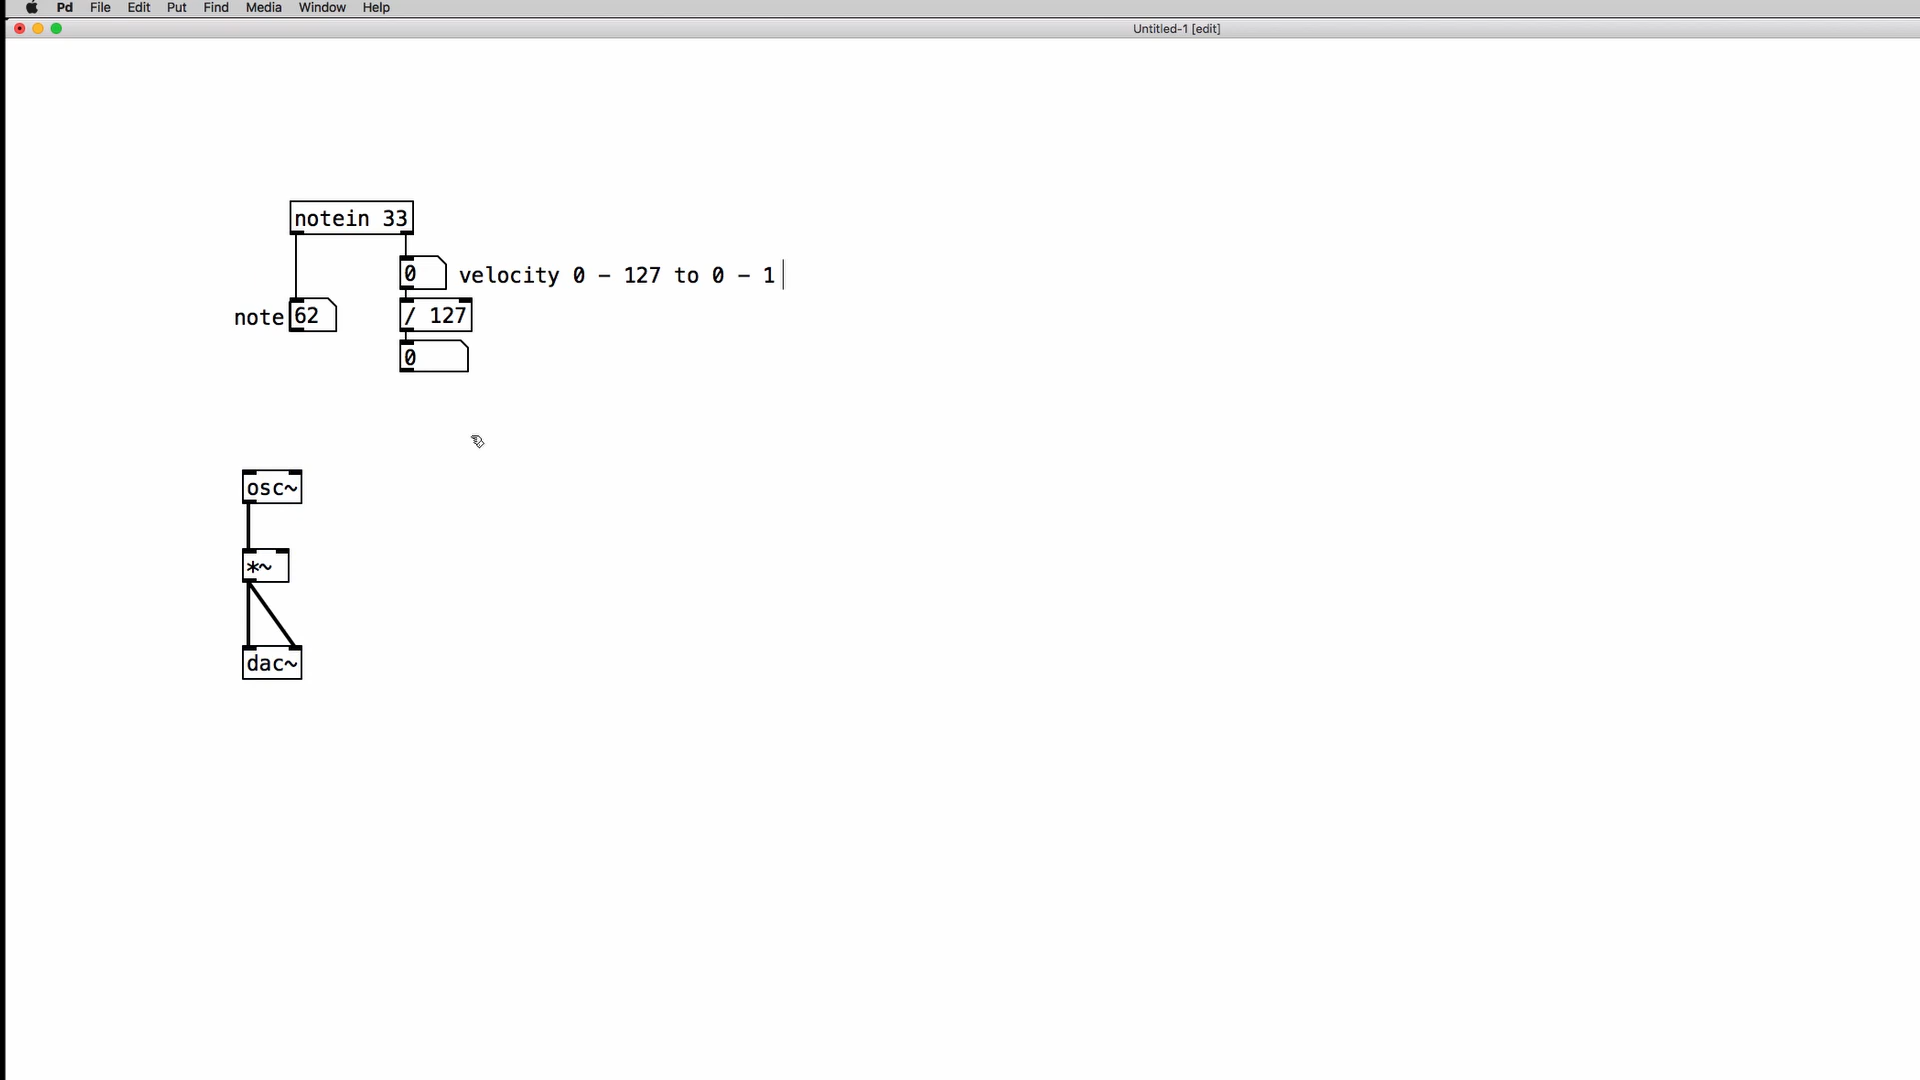 Pd File Edit Put Find Media Window Help
Untitled-1 [edit]
notein 33
0 velocity 0 - 127 to 0 - 1
note 62 / 127
0
osc~
*~
dac~